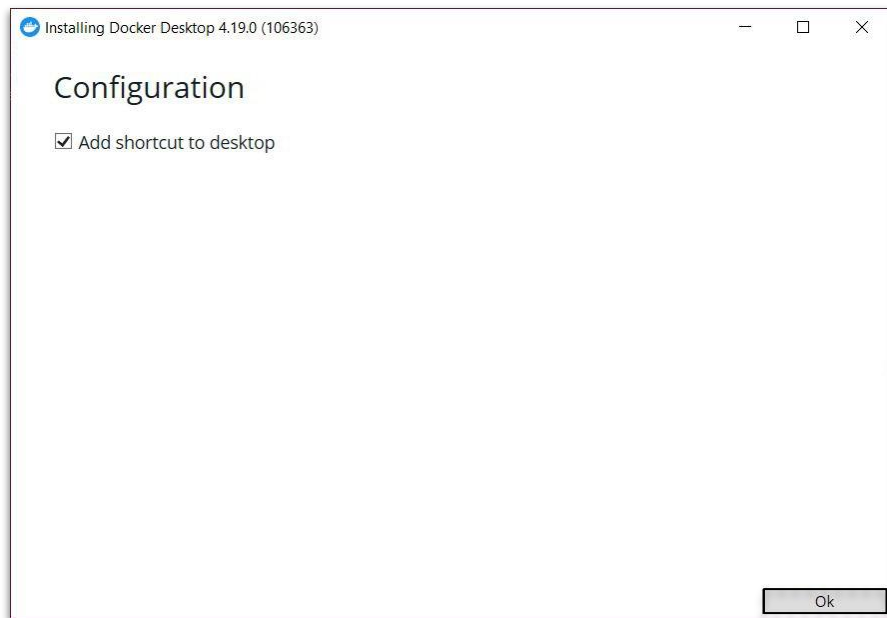 Installing Docker Desktop 4.19.0 (106363)
Configuration
Add shortcut to desktop
Ok